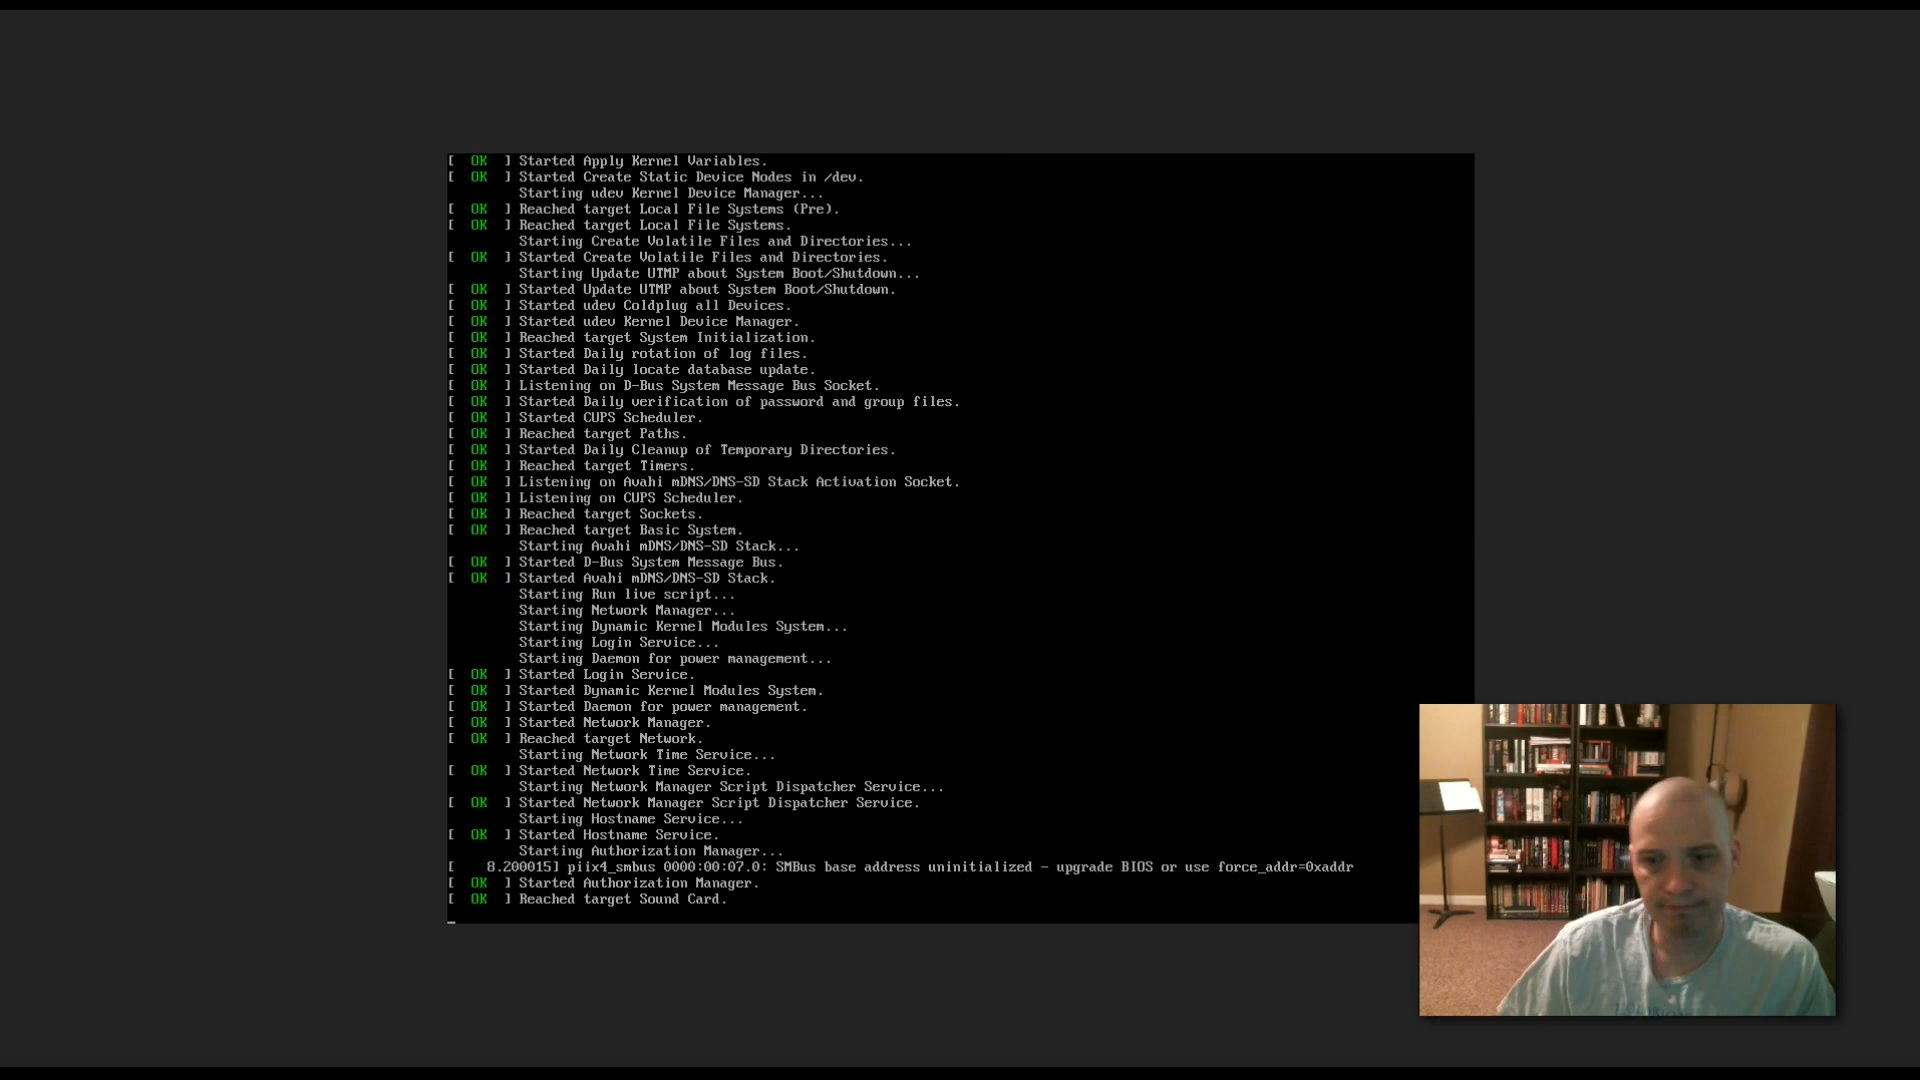 [  OK  ] Started Apply Kernel Variables.
[  OK  ] Started Create Static Device Nodes in /dev.
Starting udev Kernel Device Manager...
[  OK  ] Reached target Local File Systems (Pre).
[  OK  ] Reached target Local File Systems.
Starting Create Volatile Files and Directories...
[  OK  ] Started Create Volatile Files and Directories.
Starting Update UTMP about System Boot/Shutdown...
[  OK  ] Started Update UTMP about System Boot/Shutdown.
[  OK  ] Started udev Coldplug all Devices.
[  OK  ] Started udev Kernel Device Manager.
[  OK  ] Reached target System Initialization.
[  OK  ] Started Daily rotation of log files.
[  OK  ] Started Daily locate database update.
[  OK  ] Listening on D-Bus System Message Bus Socket.
[  OK  ] Started Daily verification of password and group files.
[  OK  ] Started CUPS Scheduler.
[  OK  ] Reached target Paths.
[  OK  ] Started Daily Cleanup of Temporary Directories.
[  OK  ] Reached target Timers.
[  OK  ] Listening on Avahi mDNS/DNS-SD Stack Activation Socket.
[  OK  ] Listening on CUPS Scheduler.
[  OK  ] Reached target Sockets.
[  OK  ] Reached target Basic System.
Starting Avahi mDNS/DNS-SD Stack...
[  OK  ] Started D-Bus System Message Bus.
[  OK  ] Started Avahi mDNS/DNS-SD Stack.
Starting Run live script...
Starting Network Manager...
Starting Dynamic Kernel Modules System...
Starting Login Service...
Starting Daemon for power management...
[  OK  ] Started Login Service.
[  OK  ] Started Dynamic Kernel Modules System.
[  OK  ] Started Daemon for power management.
[  OK  ] Started Network Manager.
[  OK  ] Reached target Network.
Starting Network Time Service...
[  OK  ] Started Network Time Service.
Starting Network Manager Script Dispatcher Service...
[  OK  ] Started Network Manager Script Dispatcher Service.
Starting Hostname Service...
[  OK  ] Started Hostname Service.
Starting Authorization Manager...
[    8.200015] piix4_smbus 0000:00:07.0: SMBus base address uninitialized - upgrade BIOS or use force_addr=0xaddr
[  OK  ] Started Authorization Manager.
[  OK  ] Reached target Sound Card.